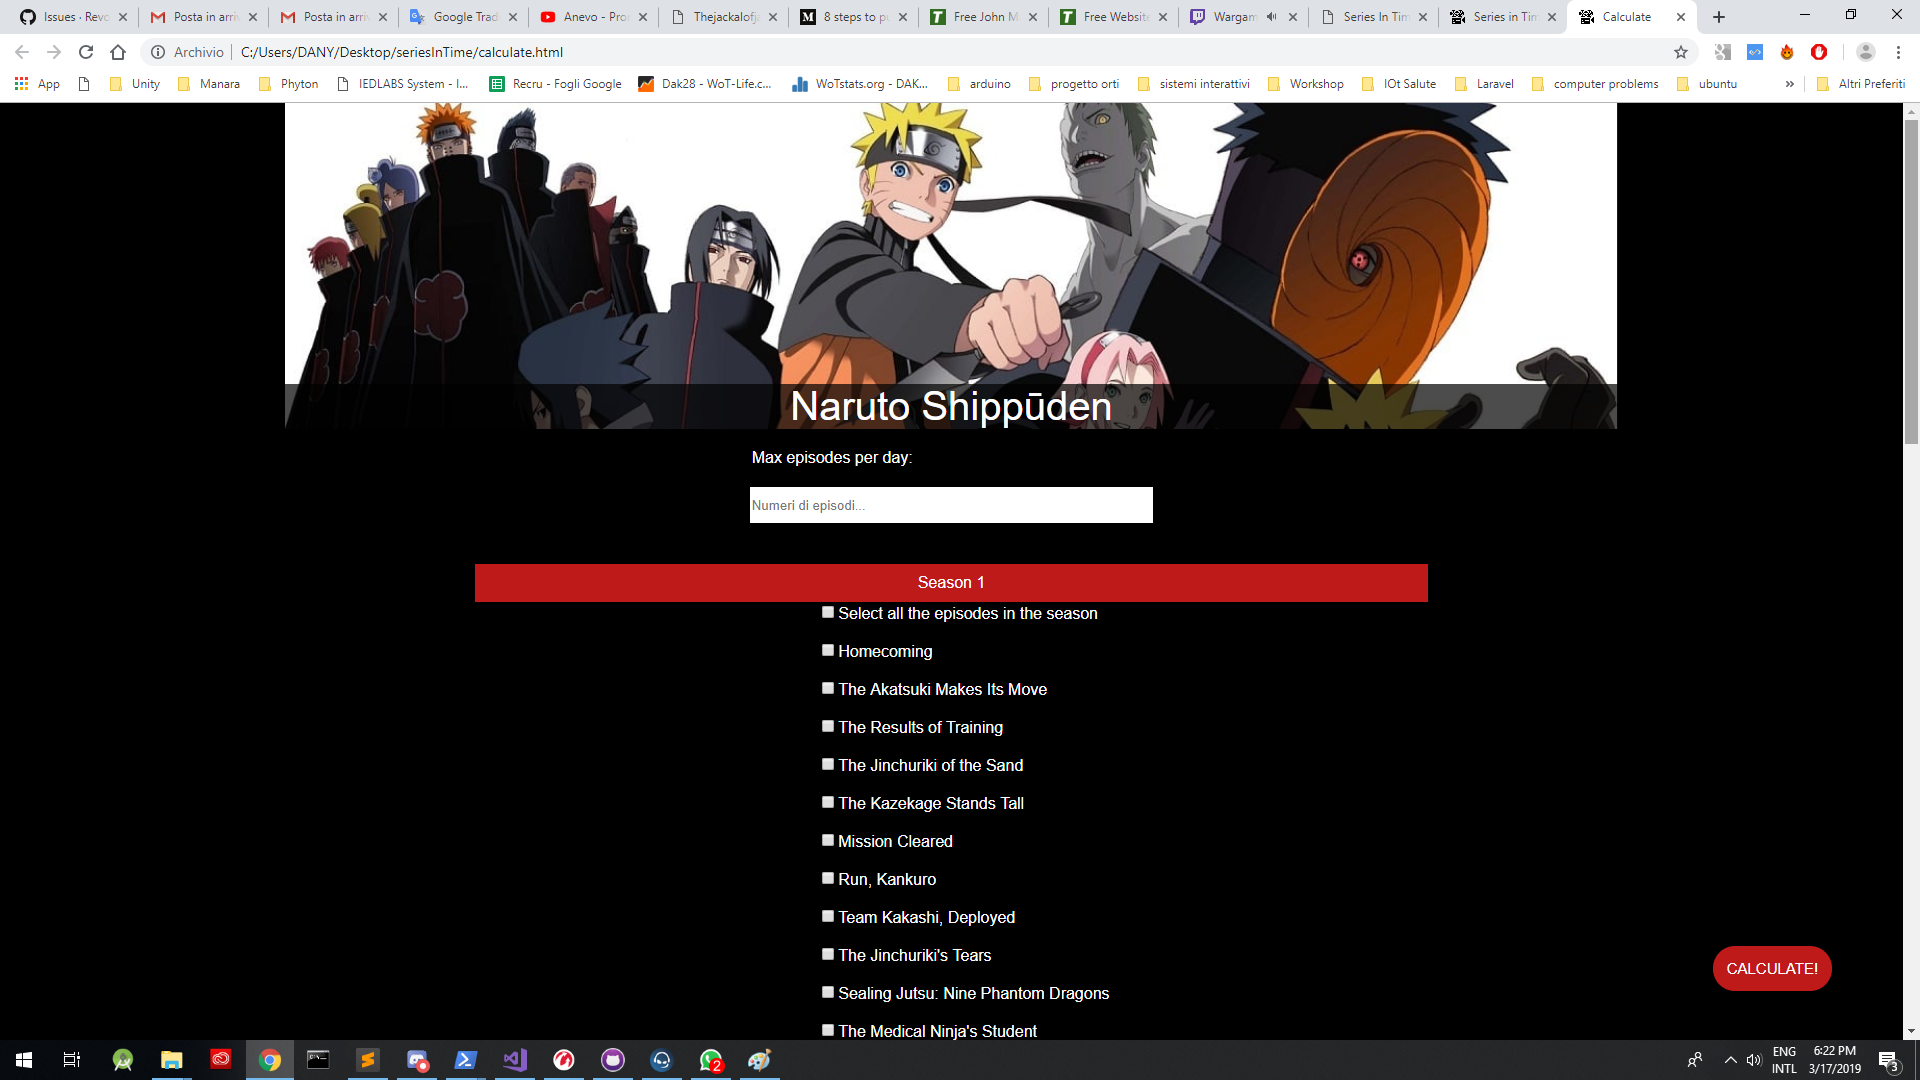 Issues · Revo
Posta in arriv
Posta in arriv
Google Trad
Anevo - Pro
Thejackalofja
8 steps to pu
Free John M
Free Website
Wargam
Series In Tim
Series in Tim
Calculate
Archivio
C:/Users/DANY/Desktop/seriesInTime/calculate.html
App
Unity
Manara
Phyton
IEDLABS System - I...
Recru - Fogli Google
Dak28 - WoT-Life.c...
WoTstats.org - DAK...
arduino
progetto orti
sistemi interattivi
Workshop
IOt Salute
Laravel
computer problems
ubuntu
»
Altri Preferiti
Naruto Shippūden
Max episodes per day:
Numeri di episodi...
Season 1
Select all the episodes in the season
Homecoming
The Akatsuki Makes Its Move
The Results of Training
The Jinchuriki of the Sand
The Kazekage Stands Tall
Mission Cleared
Run, Kankuro
Team Kakashi, Deployed
The Jinchuriki's Tears
Sealing Jutsu: Nine Phantom Dragons
The Medical Ninja's Student
CALCULATE!
2
ENG
INTL
6:22 PM
3/17/2019
3